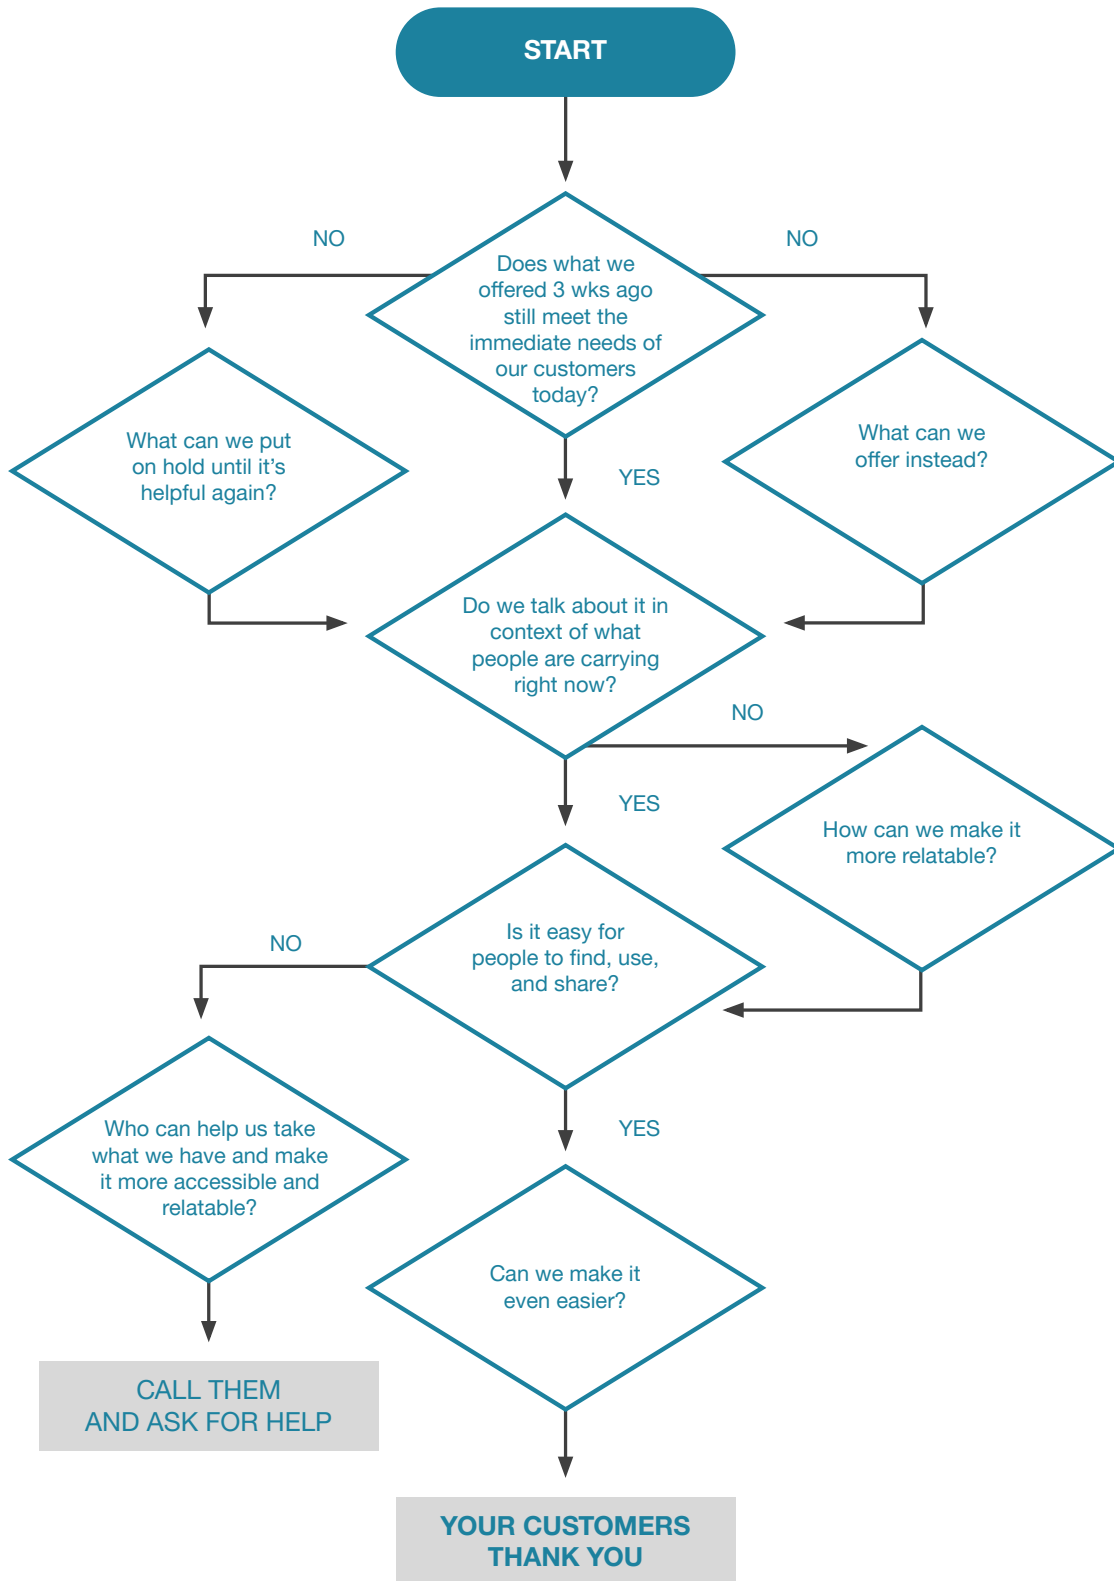 START
NO
NO
Does what we
offered 3 wks ago
still meet the
immediate needs of
our customers
today?
What can we put
on hold until it’s
helpful again?
What can we
offer instead?
YES
Do we talk about it in
context of what
people are carrying
right now?
NO
YES
How can we make it
more relatable?
Is it easy for
people to find, use,
and share?
NO
Who can help us take
what we have and make
it more accessible and
relatable?
YES
Can we make it
even easier?
CALL THEM
AND ASK FOR HELP
YOUR CUSTOMERS
THANK YOU